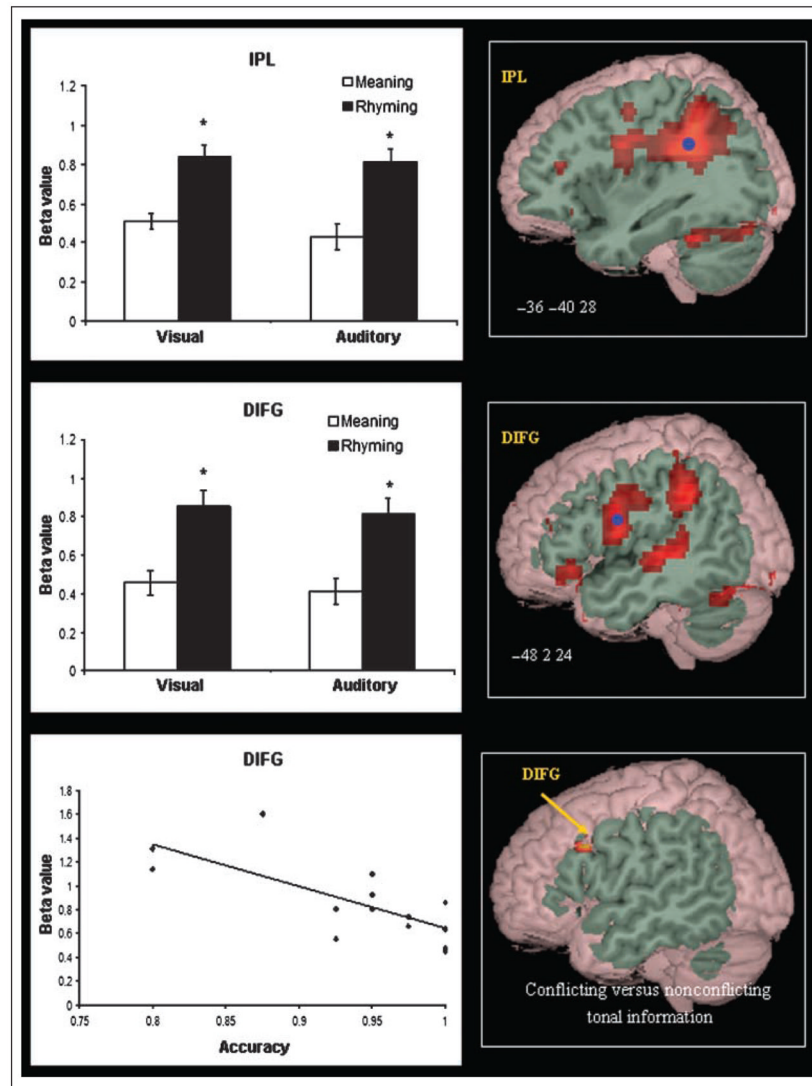 IPL
Meaning
Rhyming
Beta value
1.2
1
0.8
0.6
0.4
0.2
0
*
*
Visual
Auditory
IPL
−36 −40 28
DIFG
Meaning
Rhyming
Beta value
1.2
1
0.8
0.6
0.4
0.2
0
*
*
Visual
Auditory
DIFG
−48 2 24
DIFG
Beta value
1.8
1.6
1.4
1.2
1
0.8
0.6
0.4
0.2
0
0.75
0.8
0.85
0.9
0.95
1
Accuracy
DIFG
Conflicting versus nonconflicting
tonal information